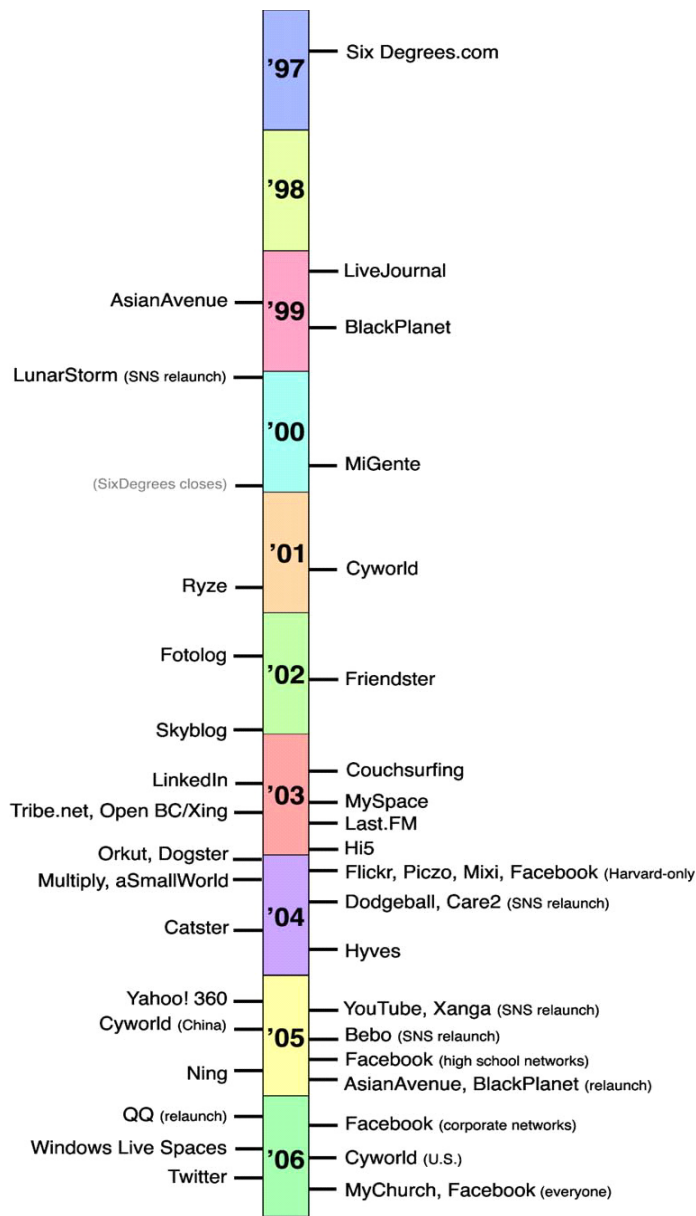 '97
Six Degrees.com
'98
LiveJournal
AsianAvenue
'99
BlackPlanet
LunarStorm (SNS relaunch)
'00
MiGente
(SixDegrees closes)
'01
Cyworld
Ryze
Fotolog
'02
Friendster
Skyblog
Couchsurfing
LinkedIn
'03
MySpace
Tribe.net, Open BC/Xing
Last.FM
Hi5
Orkut, Dogster
Flickr, Piczo, Mixi, Facebook (Harvard-only
Multiply, aSmallWorld
Dodgeball, Care2 (SNS relaunch)
'04
Catster
Hyves
Yahoo! 360
YouTube, Xanga (SNS relaunch)
Cyworld (China)
'05
Bebo (SNS relaunch)
Facebook (high school networks)
Ning
AsianAvenue, BlackPlanet (relaunch)
QQ (relaunch)
Facebook (corporate networks)
Windows Live Spaces
'06
Cyworld (U.S.)
Twitter
MyChurch, Facebook (everyone)